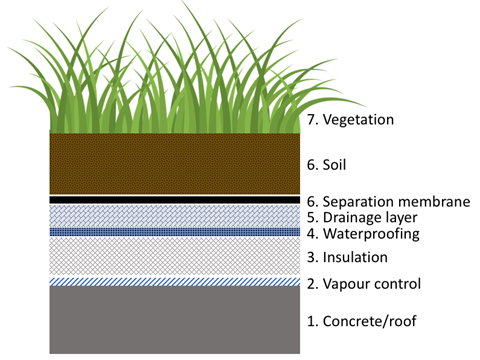 7. Vegetation
6. Soil
6. Separation membrane
5. Drainage layer
4. Waterproofing
3. Insulation
2. Vapour control
1. Concrete/roof